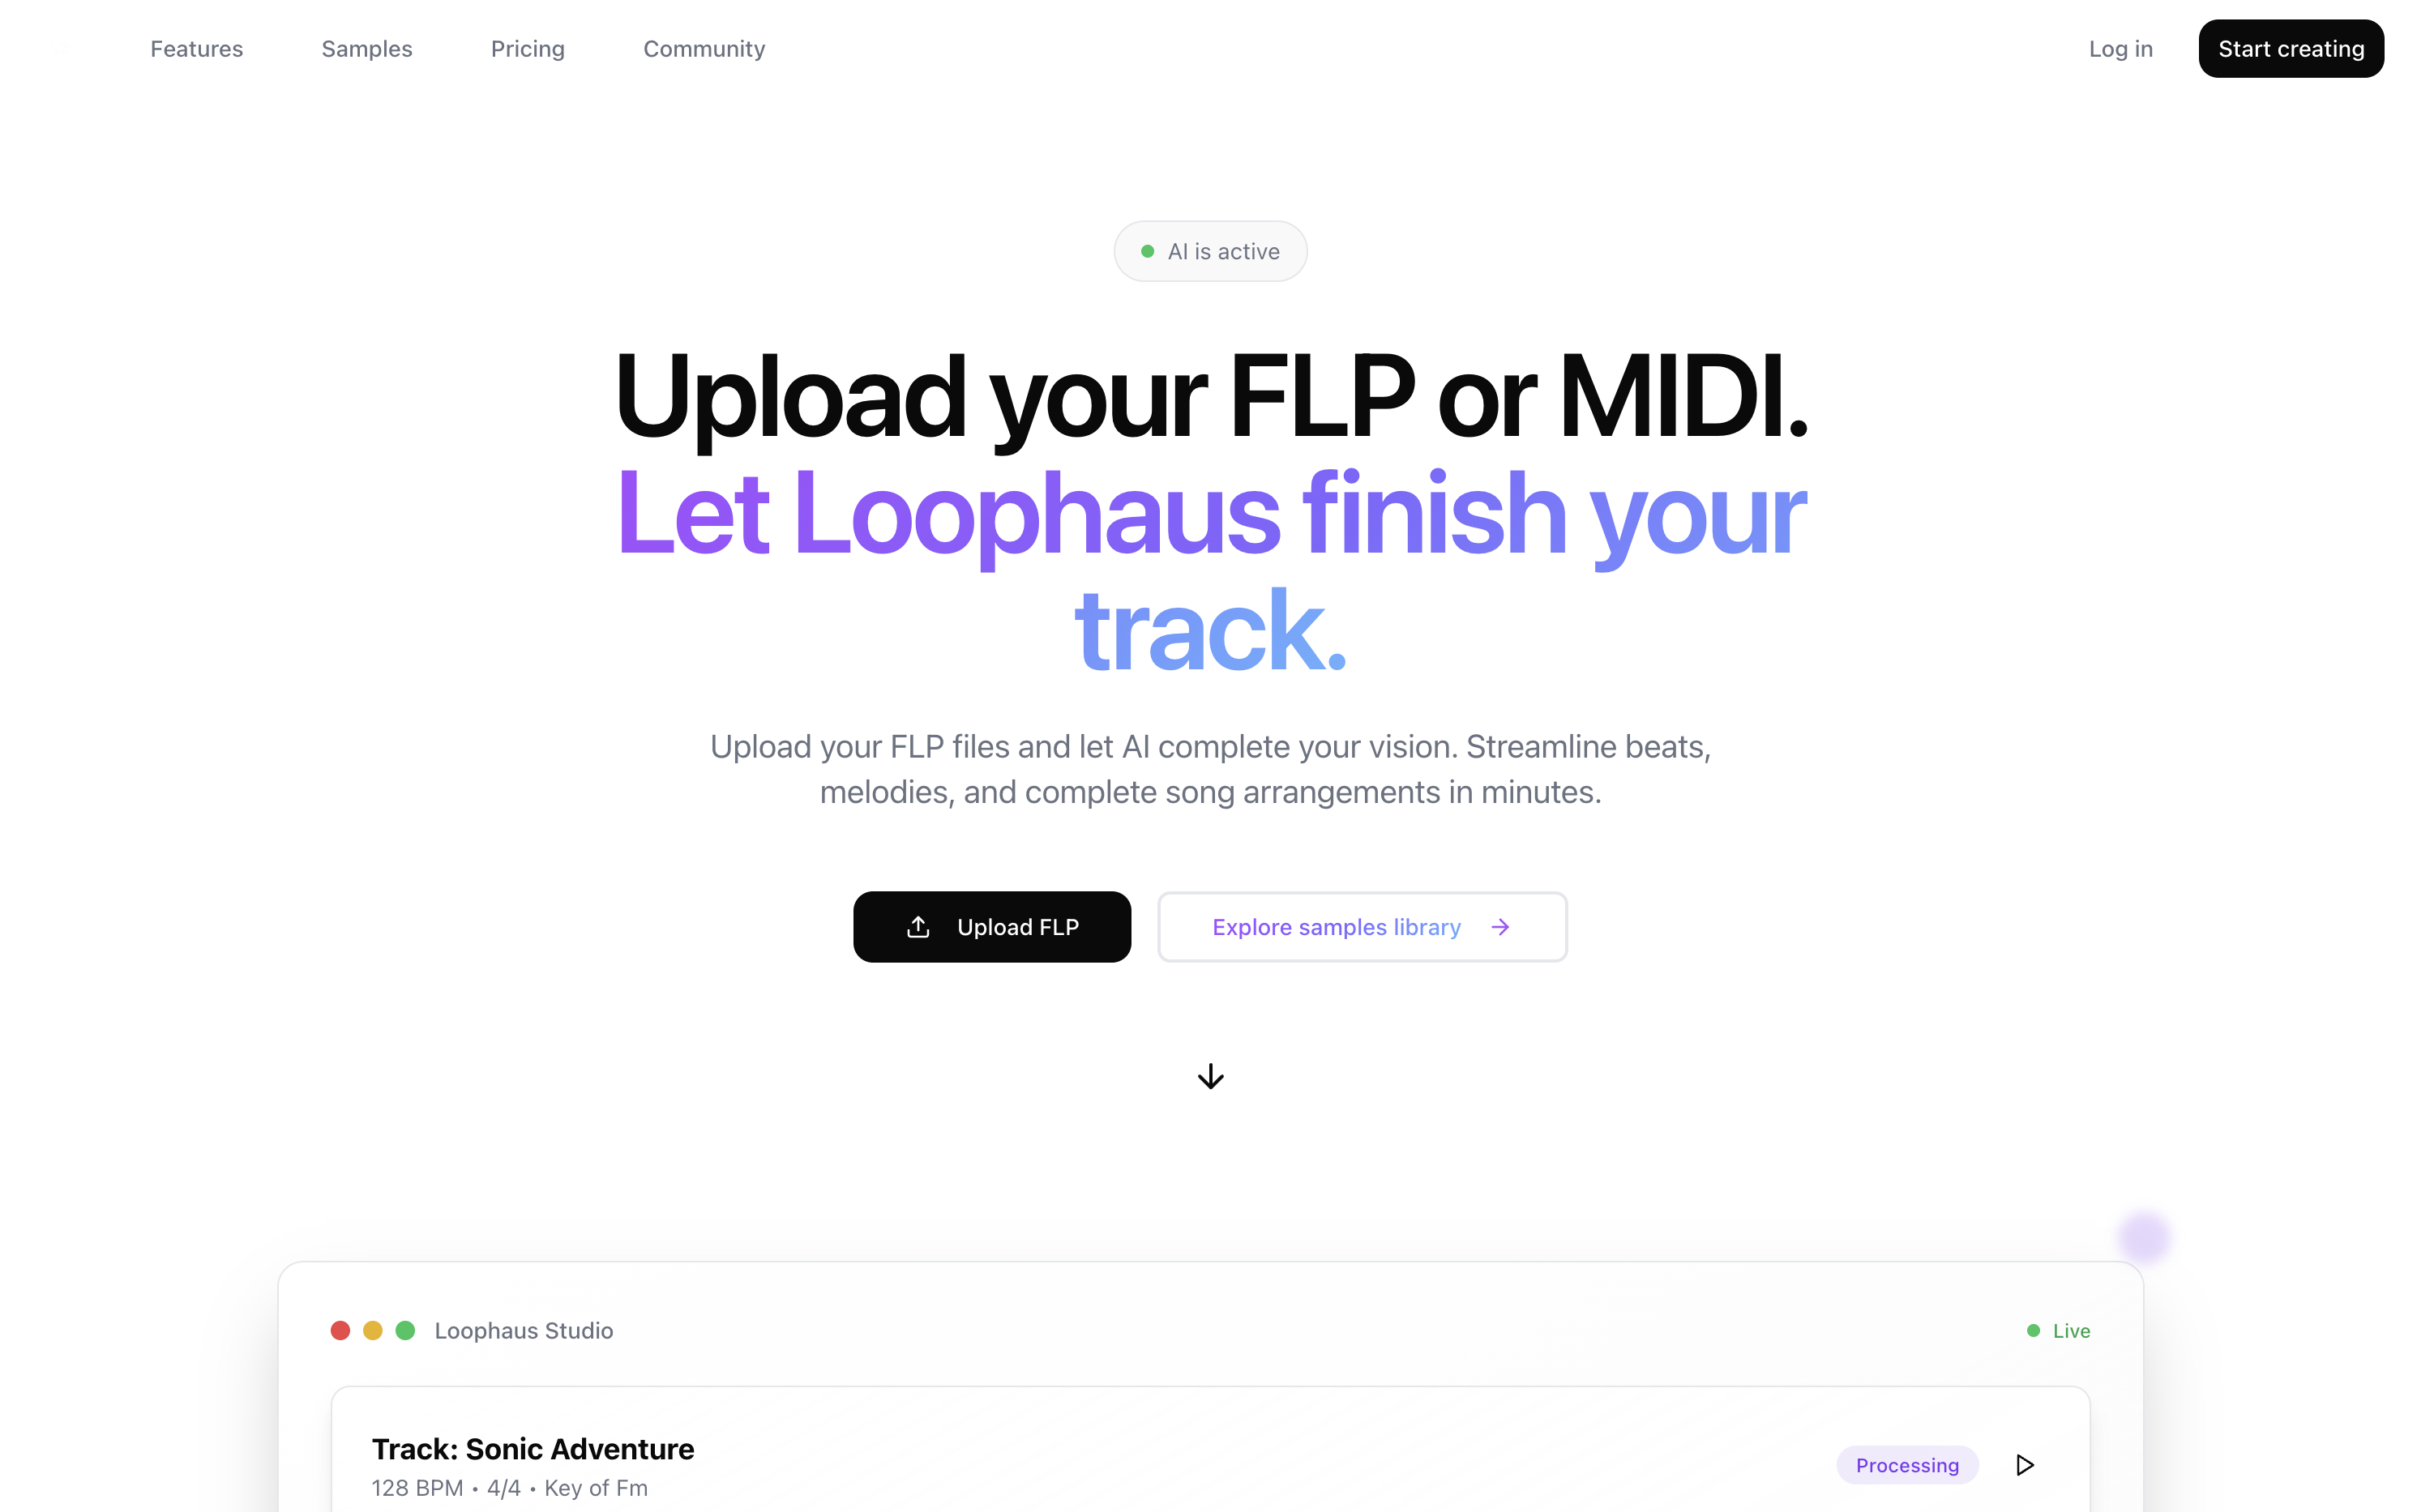 Features
Samples
Pricing
Community
Log in
Start creating
AI is active
Upload your FLP or MIDI.
Let Loophaus finish your
track.
Upload your FLP files and let AI complete your vision. Streamline beats,
melodies, and complete song arrangements in minutes.
Upload FLP
Explore samples library
Loophaus Studio
Live
Track: Sonic Adventure
128 BPM • 4/4 • Key of Fm
Processing